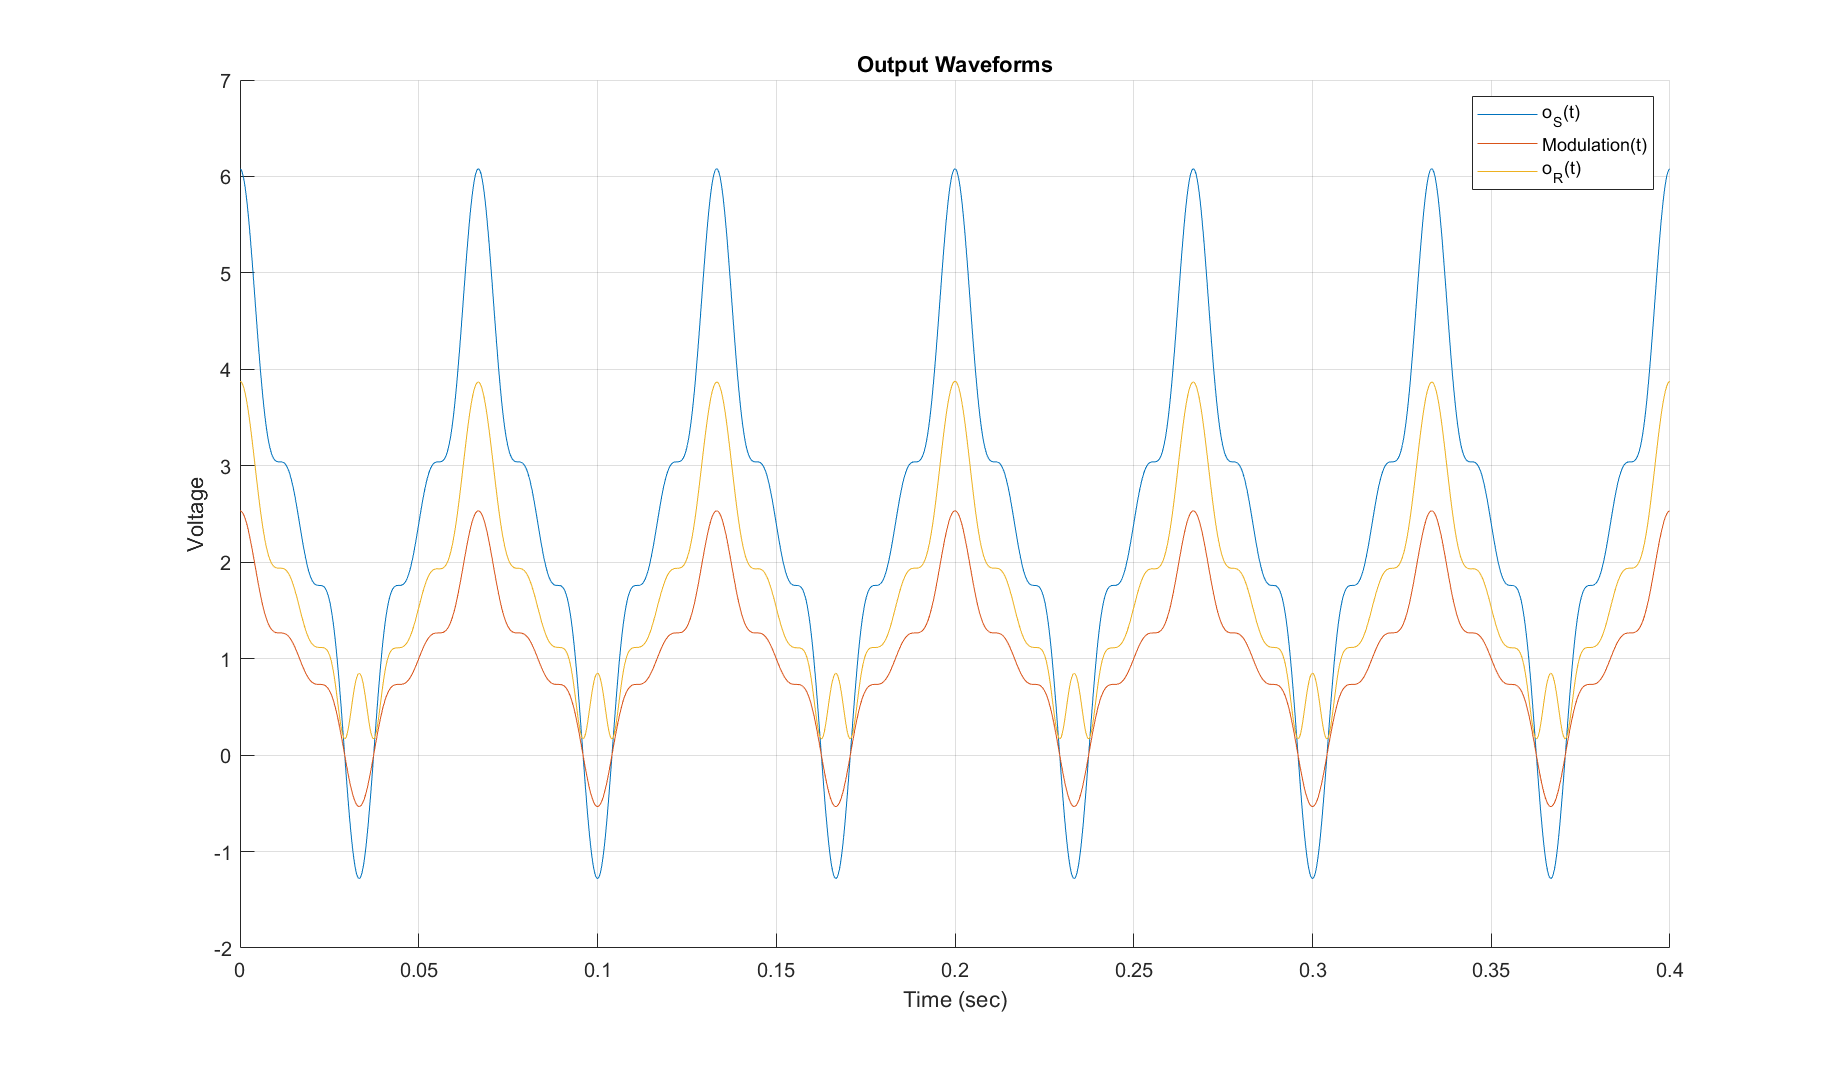 Output Waveforms
o_S(t)
Modulation(t)
o_R(t)
7
6
5
4
3
2
1
0
-1
-2
Voltage
0 0.05 0.1 0.15 0.2 0.25 0.3 0.35 0.4
Time (sec)